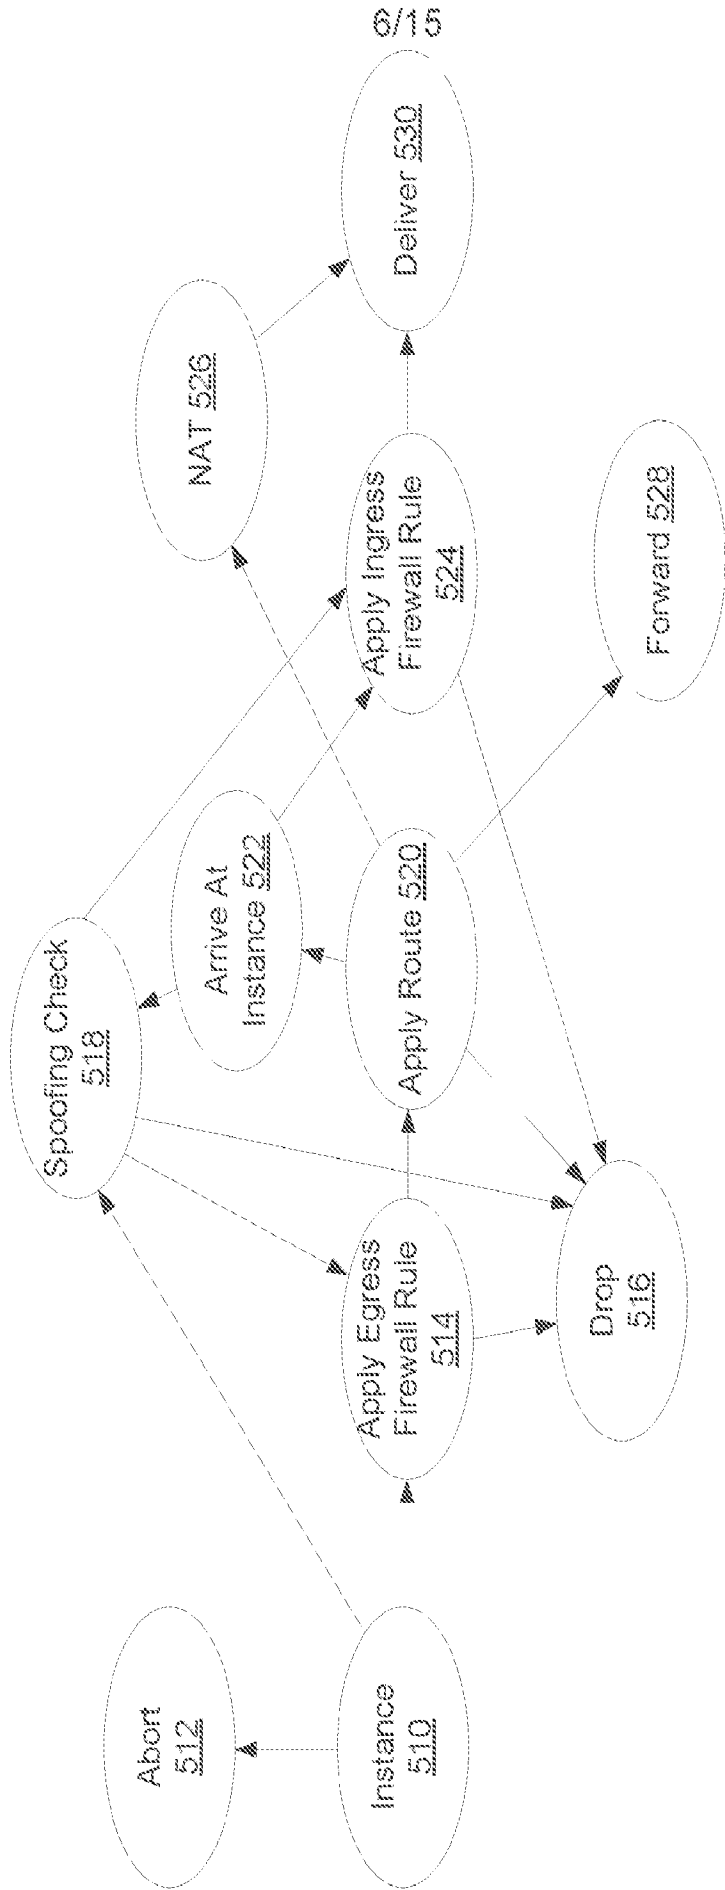 6/15
Abort
512
Instance
510
Spoofing Check
518
Apply Egress
Firewall Rule
514
Drop
516
Arrive At
Instance 522
Apply Route 520
NAT 526
Apply Ingress
Firewall Rule
524
Forward 528
Deliver 530